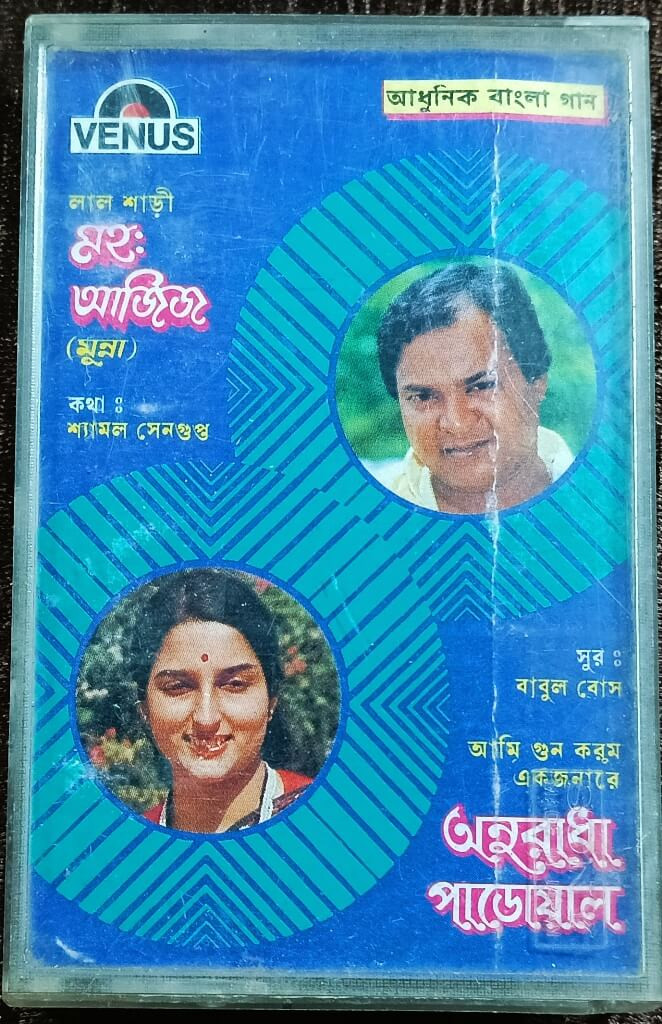 VENUS
আধুনিক বাংলা গান
লাল শাড়ী
মহঃ
আজিজ
(মুন্না)
কথা ঃ
শ্যামল সেনগুপ্ত
সুর ঃ
বাবুল বোস
আমি গুন করুম
একজনারে
অনুরাধা
পাডোয়াল